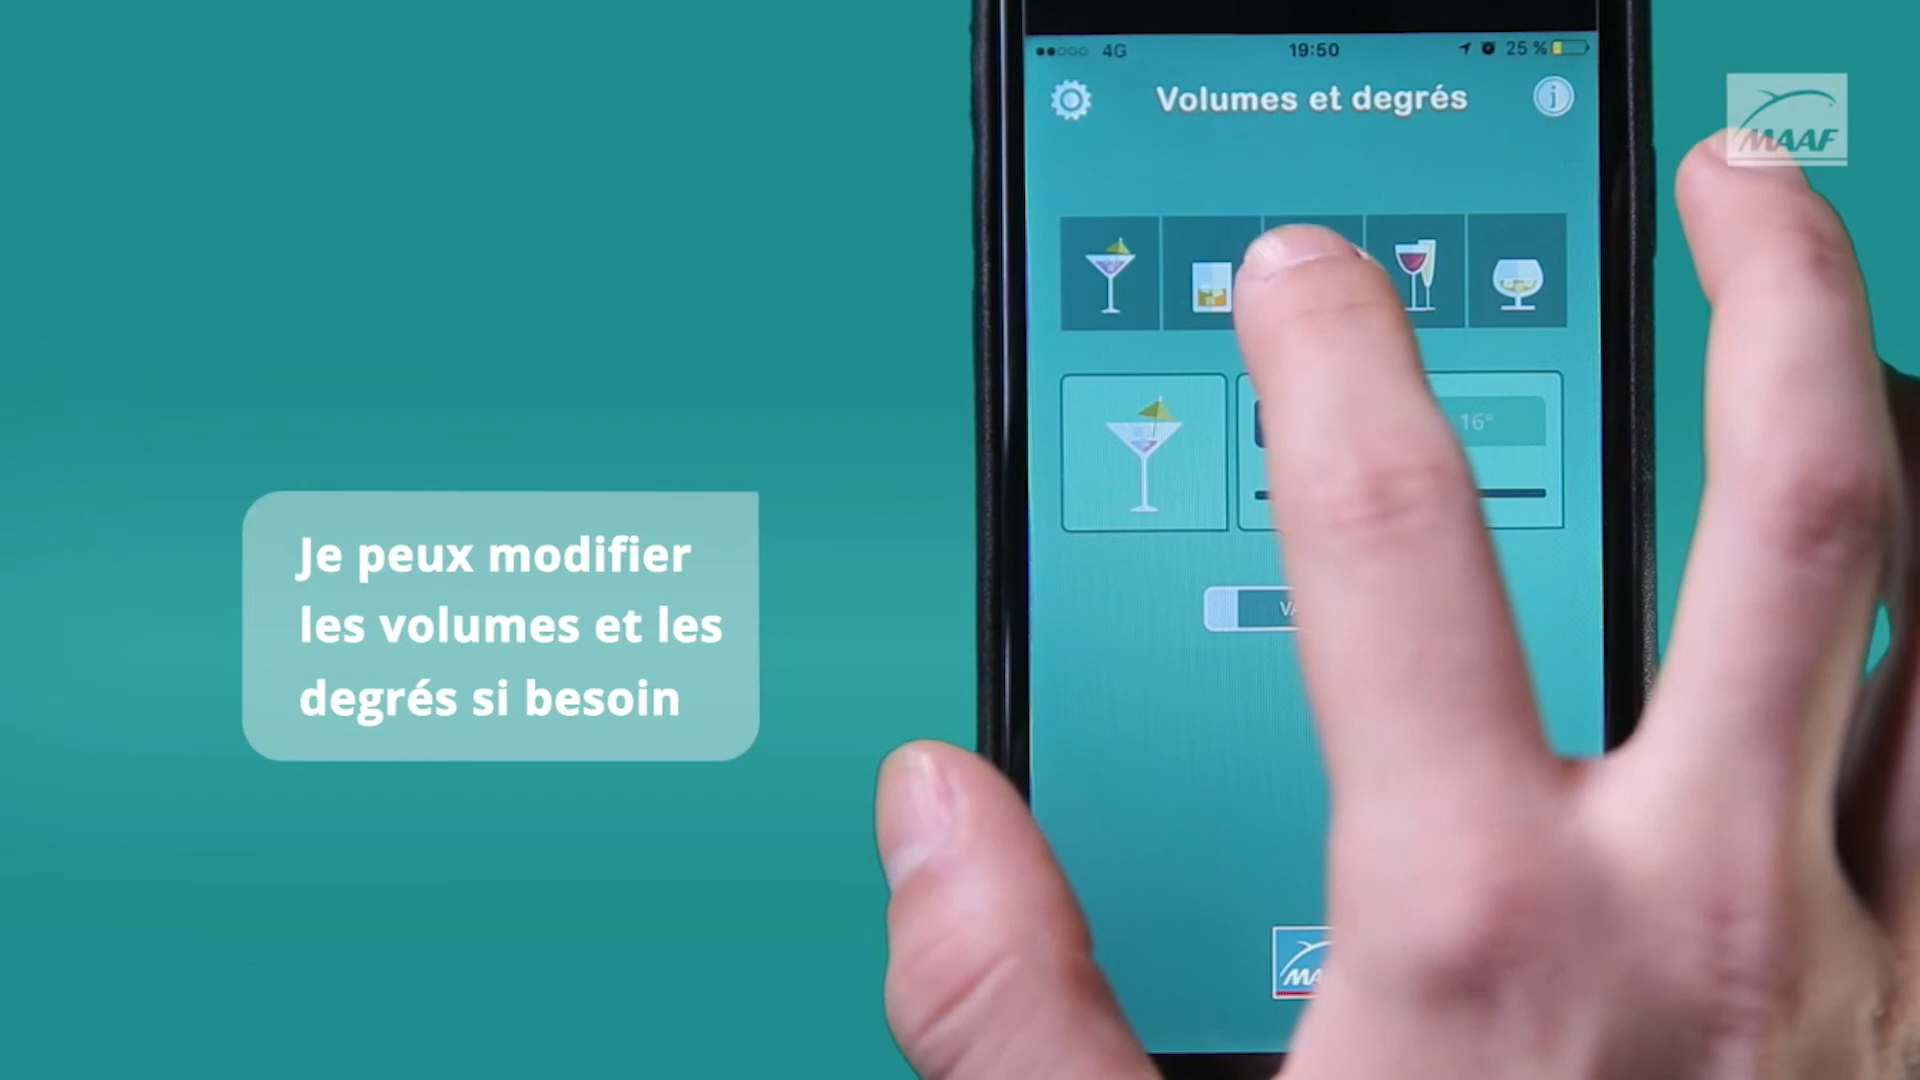 4G 19:50 25 %
Volumes et degrés
i
MAAF
16°
Je peux modifier
les volumes et les
degrés si besoin